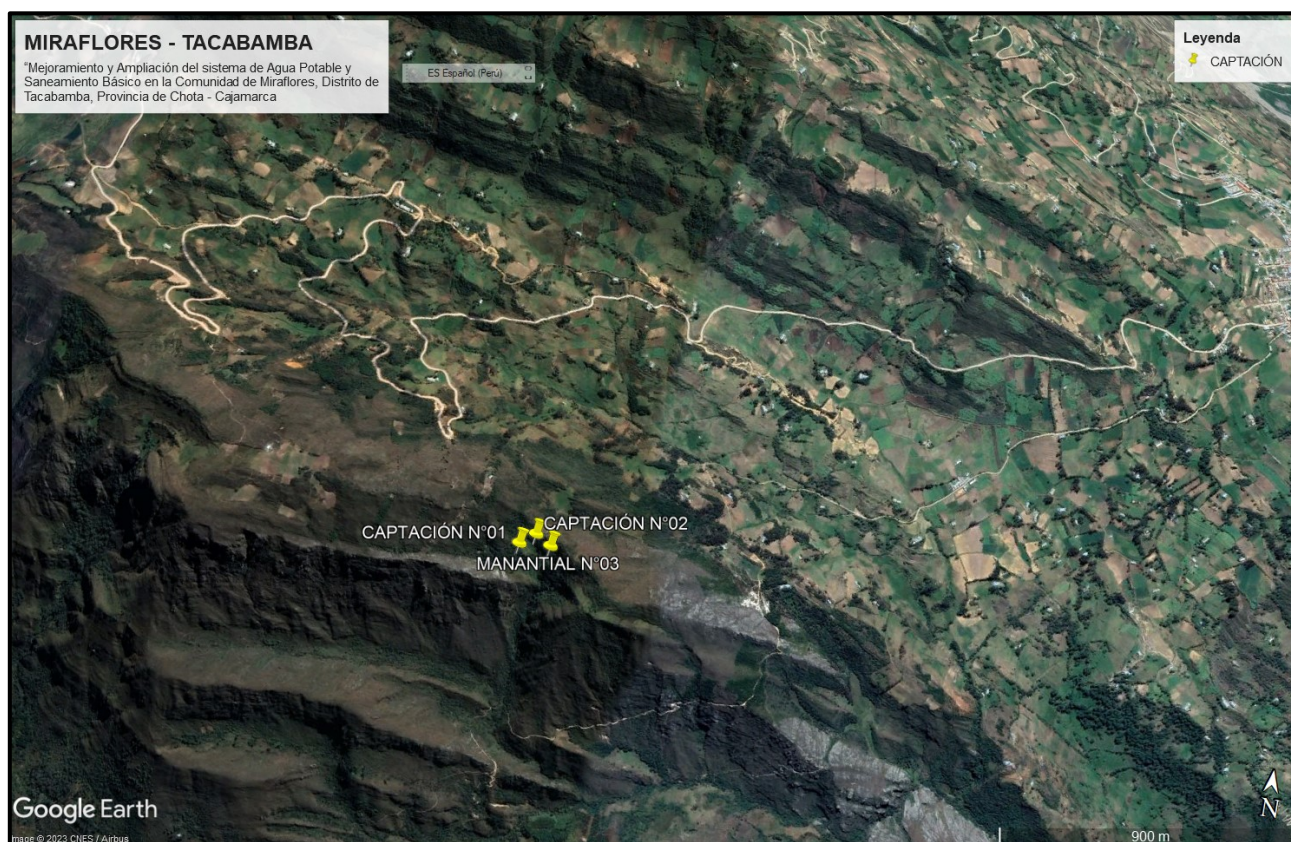 MIRAFLORES - TACABAMBA
"Mejoramiento y Ampliación del sistema de Agua Potable y
Saneamiento Básico en la Comunidad de Miraflores, Distrito de
Tacabamba, Provincia de Chota - Cajamarca
ES Español (Perú)
Leyenda
CAPTACIÓN
CAPTACIÓN N°01
CAPTACIÓN N°02
MANANTIAL N°03
Google Earth
Image © 2023 CNES / Airbus
N
900 m